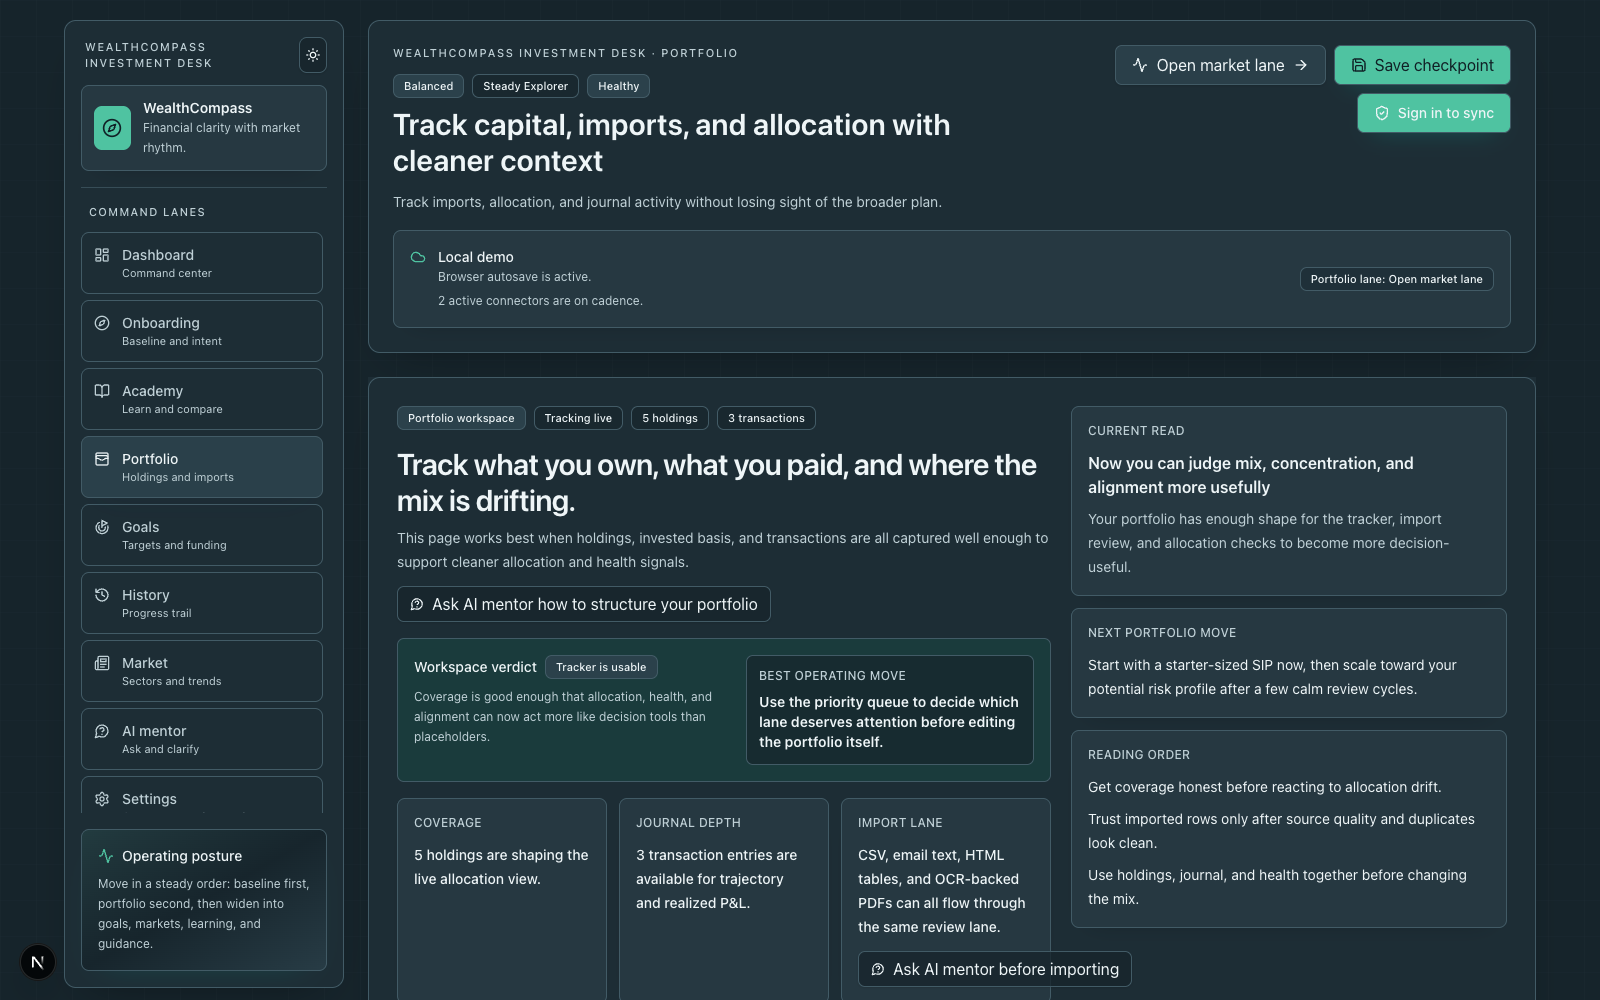 WEALTHCOMPASS
INVESTMENT DESK
WealthCompass
Financial clarity with market
rhythm.
COMMAND LANES
Dashboard
Command center
Onboarding
Baseline and intent
Academy
Learn and compare
Portfolio
Holdings and imports
Goals
Targets and funding
History
Progress trail
Market
Sectors and trends
AI mentor
Ask and clarify
Settings
Operating posture
Move in a steady order: baseline first,
portfolio second, then widen into
goals, markets, learning, and
guidance.
N
WEALTHCOMPASS INVESTMENT DESK · PORTFOLIO
Balanced
Steady Explorer
Healthy
Track capital, imports, and allocation with
cleaner context
Track imports, allocation, and journal activity without losing sight of the broader plan.
Open market lane
Save checkpoint
Sign in to sync
Local demo
Browser autosave is active.
2 active connectors are on cadence.
Portfolio lane: Open market lane
Portfolio workspace
Tracking live
5 holdings
3 transactions
Track what you own, what you paid, and where the
mix is drifting.
This page works best when holdings, invested basis, and transactions are all captured well enough to
support cleaner allocation and health signals.
Ask AI mentor how to structure your portfolio
Workspace verdict
Tracker is usable
Coverage is good enough that allocation, health, and
alignment can now act more like decision tools than
placeholders.
BEST OPERATING MOVE
Use the priority queue to decide which
lane deserves attention before editing
the portfolio itself.
COVERAGE
5 holdings are shaping the
live allocation view.
JOURNAL DEPTH
3 transaction entries are
available for trajectory
and realized P&L.
IMPORT LANE
CSV, email text, HTML
tables, and OCR-backed
PDFs can all flow through
the same review lane.
Ask AI mentor before importing
CURRENT READ
Now you can judge mix, concentration, and
alignment more usefully
Your portfolio has enough shape for the tracker, import
review, and allocation checks to become more decision-
useful.
NEXT PORTFOLIO MOVE
Start with a starter-sized SIP now, then scale toward your
potential risk profile after a few calm review cycles.
READING ORDER
Get coverage honest before reacting to allocation drift.
Trust imported rows only after source quality and duplicates
look clean.
Use holdings, journal, and health together before changing
the mix.